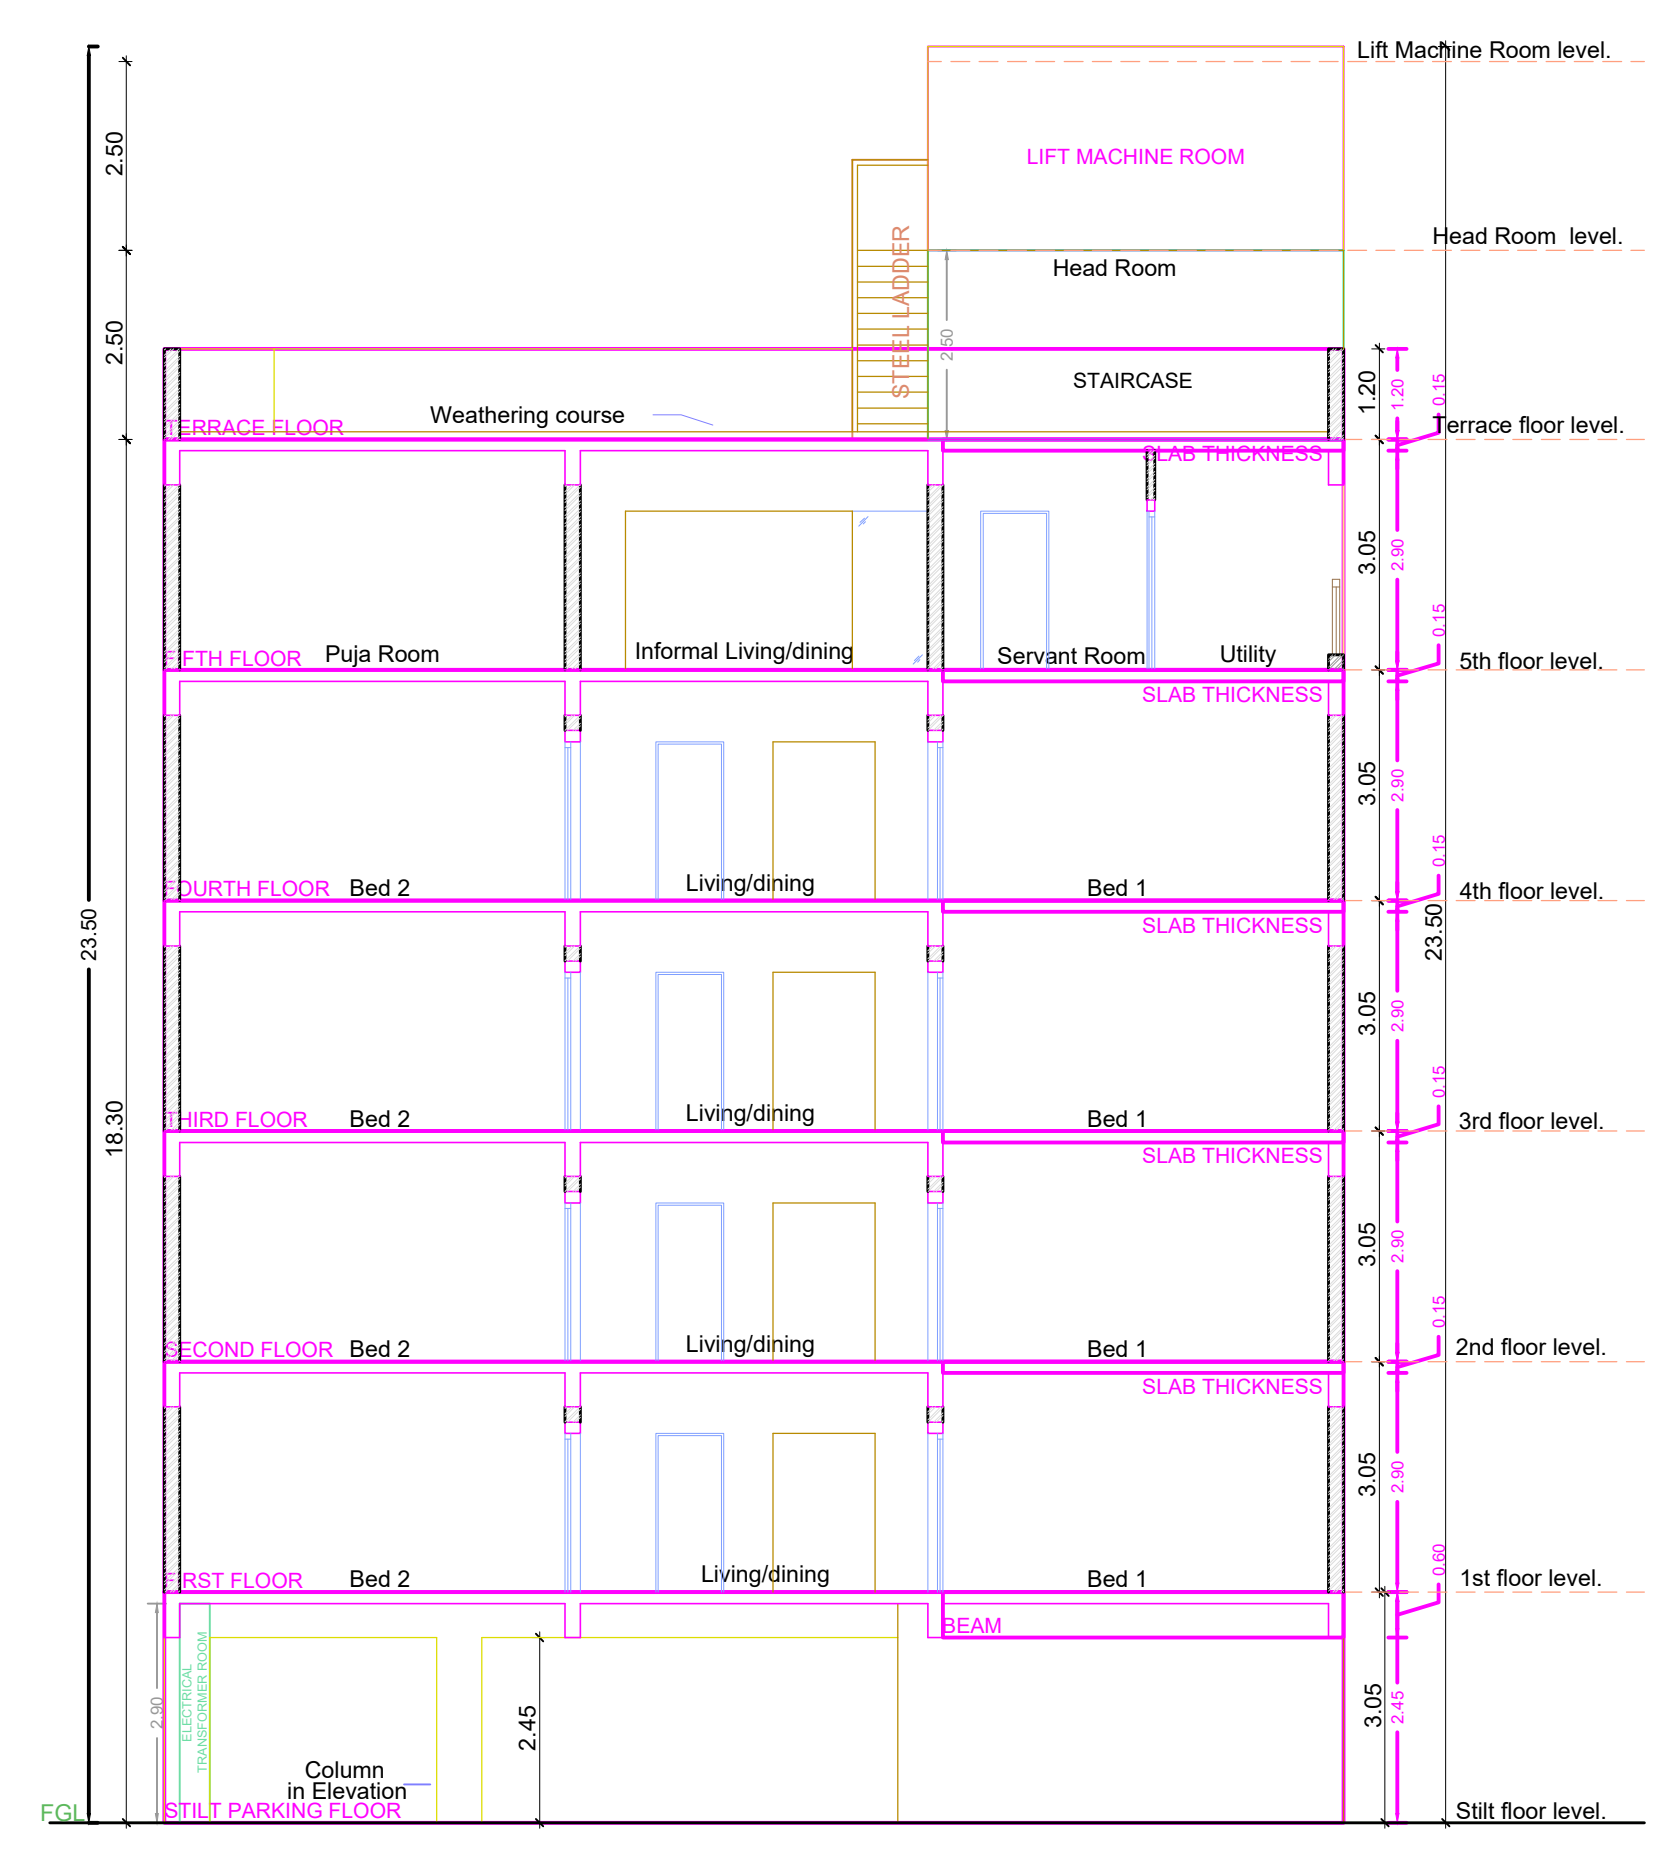 Lift Machine Room level.
2.50
LIFT MACHINE ROOM
Head Room  level.
Head Room
STEEL LADDER
2.50
2.50
STAIRCASE
1.20
1.20
0.15
Weathering course
TERRACE FLOOR
Terrace floor level.
SLAB THICKNESS
3.05
2.90
0.15
FIFTH FLOOR
Puja Room
Informal Living/dining
Servant Room
Utility
5th floor level.
SLAB THICKNESS
3.05
2.90
0.15
FOURTH FLOOR
Bed 2
Living/dining
Bed 1
4th floor level.
23.50
23.50
SLAB THICKNESS
3.05
2.90
0.15
18.30
THIRD FLOOR
Bed 2
Living/dining
Bed 1
3rd floor level.
SLAB THICKNESS
3.05
2.90
0.15
SECOND FLOOR
Bed 2
Living/dining
Bed 1
2nd floor level.
SLAB THICKNESS
3.05
2.90
0.60
FIRST FLOOR
Bed 2
Living/dining
Bed 1
1st floor level.
BEAM
2.90
ELECTRICAL
TRANSFORMER ROOM
2.45
3.05
2.45
Column
in Elevation
FGL
STILT PARKING FLOOR
Stilt floor level.